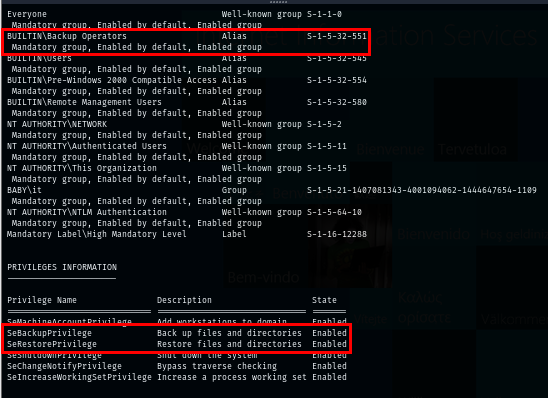 Everyone Well-known group S-1-1-0
Mandatory group, Enabled by default, Enabled group
BUILTIN\Backup Operators Alias S-1-5-32-551
Mandatory group, Enabled by default, Enabled group
BUILTIN\Users Alias S-1-5-32-545
Mandatory group, Enabled by default, Enabled group
BUILTIN\Pre-Windows 2000 Compatible Access Alias S-1-5-32-554
Mandatory group, Enabled by default, Enabled group
BUILTIN\Remote Management Users Alias S-1-5-32-580
Mandatory group, Enabled by default, Enabled group
NT AUTHORITY\NETWORK Well-known group S-1-5-2
Mandatory group, Enabled by default, Enabled group
NT AUTHORITY\Authenticated Users Well-known group S-1-5-11
Mandatory group, Enabled by default, Enabled group
NT AUTHORITY\This Organization Well-known group S-1-5-15
Mandatory group, Enabled by default, Enabled group
BABY\it Group S-1-5-21-1407081343-4001094062-1444647654-1109
Mandatory group, Enabled by default, Enabled group
NT AUTHORITY\NTLM Authentication Well-known group S-1-5-64-10
Mandatory group, Enabled by default, Enabled group
Mandatory Label\High Mandatory Level Label S-1-16-12288
PRIVILEGES INFORMATION
Privilege Name Description State
SeMachineAccountPrivilege Add workstations to domain Enabled
SeBackupPrivilege Back up files and directories Enabled
SeRestorePrivilege Restore files and directories Enabled
SeShutdownPrivilege Shut down the system Enabled
SeChangeNotifyPrivilege Bypass traverse checking Enabled
SeIncreaseWorkingSetPrivilege Increase a process working set Enabled
Tervetuloa
Bem-vindo